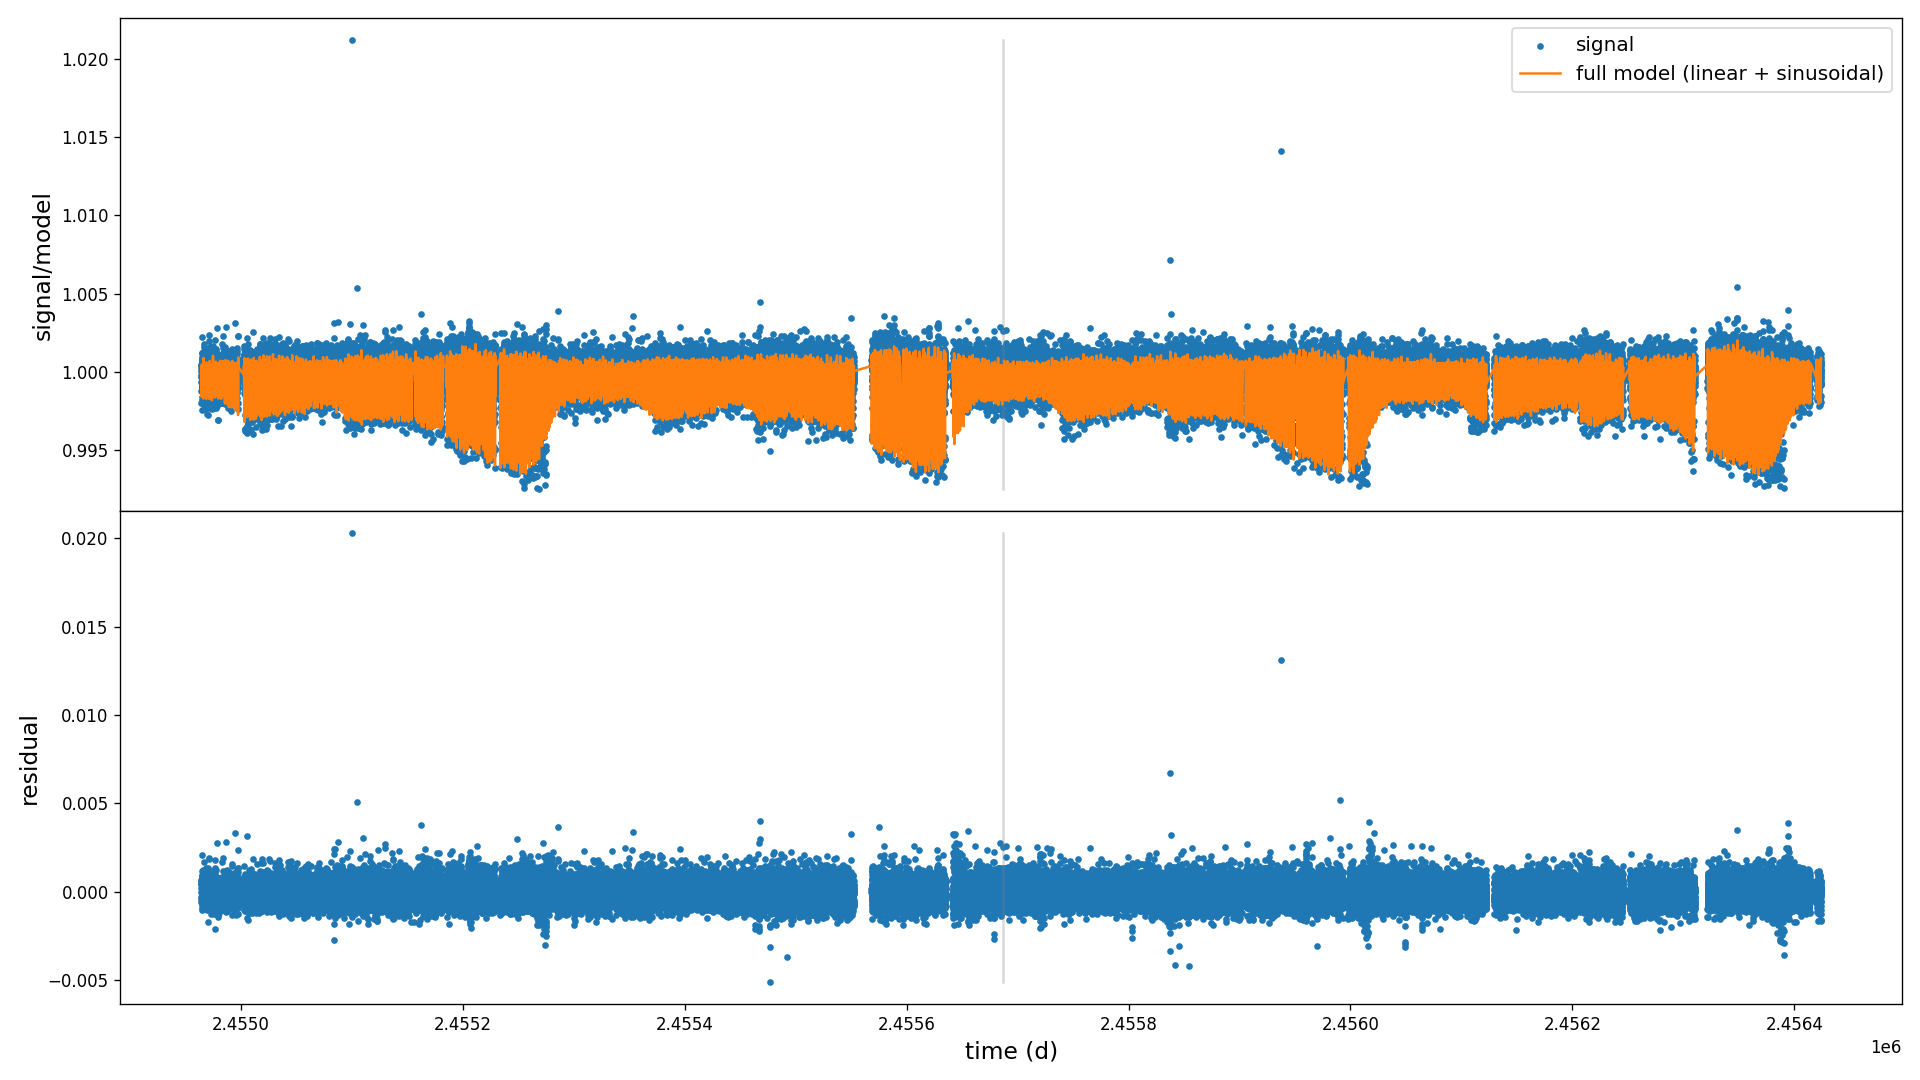 signal
full model (linear + sinusoidal)
signal/model
1.020
1.015
1.010
1.005
1.000
0.995
residual
0.020
0.015
0.010
0.005
0.000
−0.005
2.4550 2.4552 2.4554 2.4556 2.4558 2.4560 2.4562 2.4564
time (d)
1e6